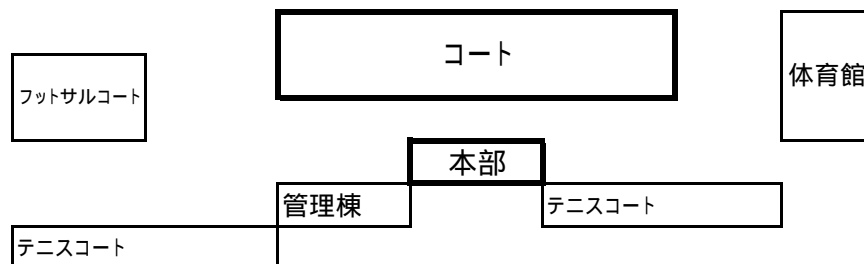 コート
体育館
フットサルコート
本部
管理棟
テニスコート
テニスコート